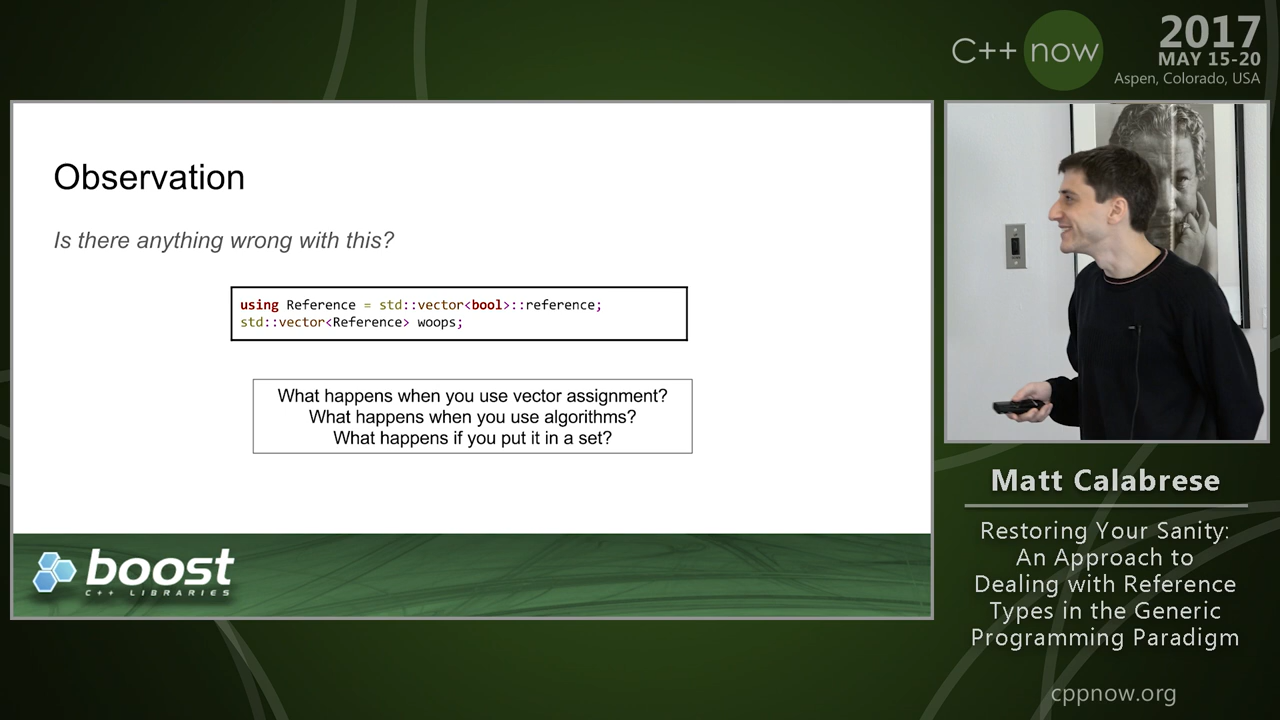 C++ now
2017
MAY 15-20
Aspen, Colorado, USA
Observation
Is there anything wrong with this?
using Reference = std::vector<bool>::reference;
std::vector<Reference> woops;
What happens when you use vector assignment?
What happens when you use algorithms?
What happens if you put it in a set?
boost
C++ LIBRARIES
Matt Calabrese
Restoring Your Sanity:
An Approach to
Dealing with Reference
Types in the Generic
Programming Paradigm
cppnow.org